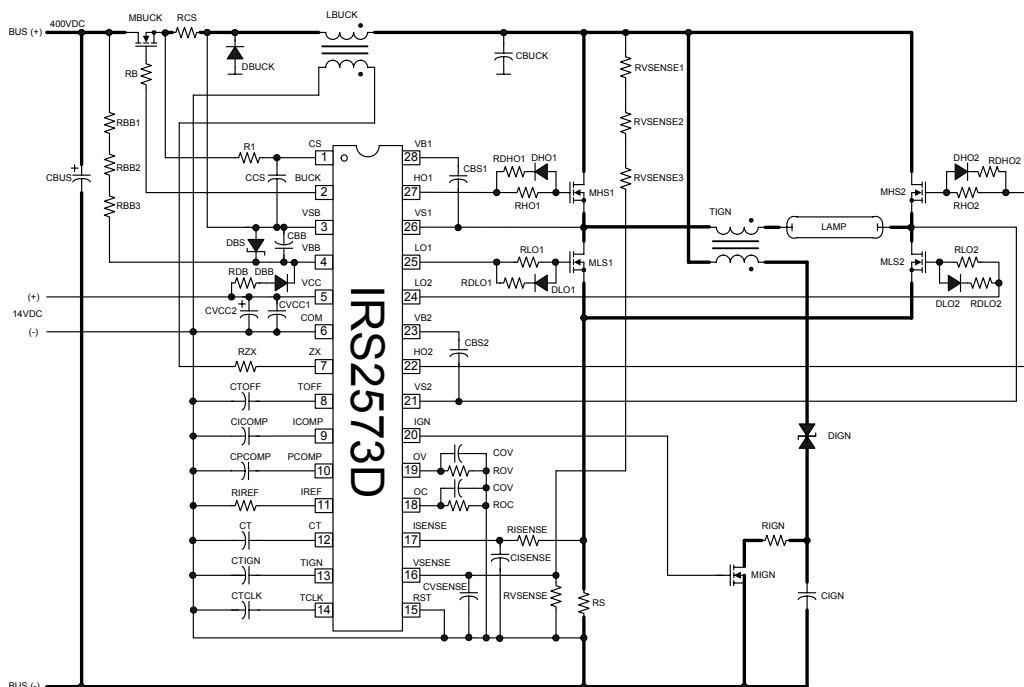 BUS (+)
400VDC
MBUCK
RCS
LBUCK
RB
DBUCK
CBUCK
RVSENSE1
RVSENSE2
RVSENSE3
RBB1
RBB2
RBB3
CBUS
+
R1
CCS
CS
1
BUCK
2
VSB
3
DBS
CBB
VBB
4
RDB
DBB
VCC
5
(+)
14VDC
(-)
CVCC2
+
CVCC1
COM
6
RZX
ZX
7
CTOFF
TOFF
8
CICOMP
ICOMP
9
CPCOMP
PCOMP
10
RIREF
IREF
11
CT
CT
12
CTIGN
TIGN
13
CTCLK
TCLK
14
IRS2573D
VB1
28
CBS1
HO1
27
VS1
26
LO1
25
LO2
24
VB2
23
CBS2
HO2
22
VS2
21
IGN
20
OV
19
OC
18
ISENSE
17
VSENSE
16
RST
15
RDHO1
DHO1
RHO1
MHS1
RLO1
RDLO1
DLO1
MLS1
TIGN
LAMP
DHO2
RDHO2
MHS2
RHO2
MLS2
RLO2
DLO2
RDLO2
COV
ROV
COV
ROC
RISENSE
CISENSE
CVSENSE
RVSENSE
RS
DIGN
RIGN
MIGN
CIGN
BUS (-)